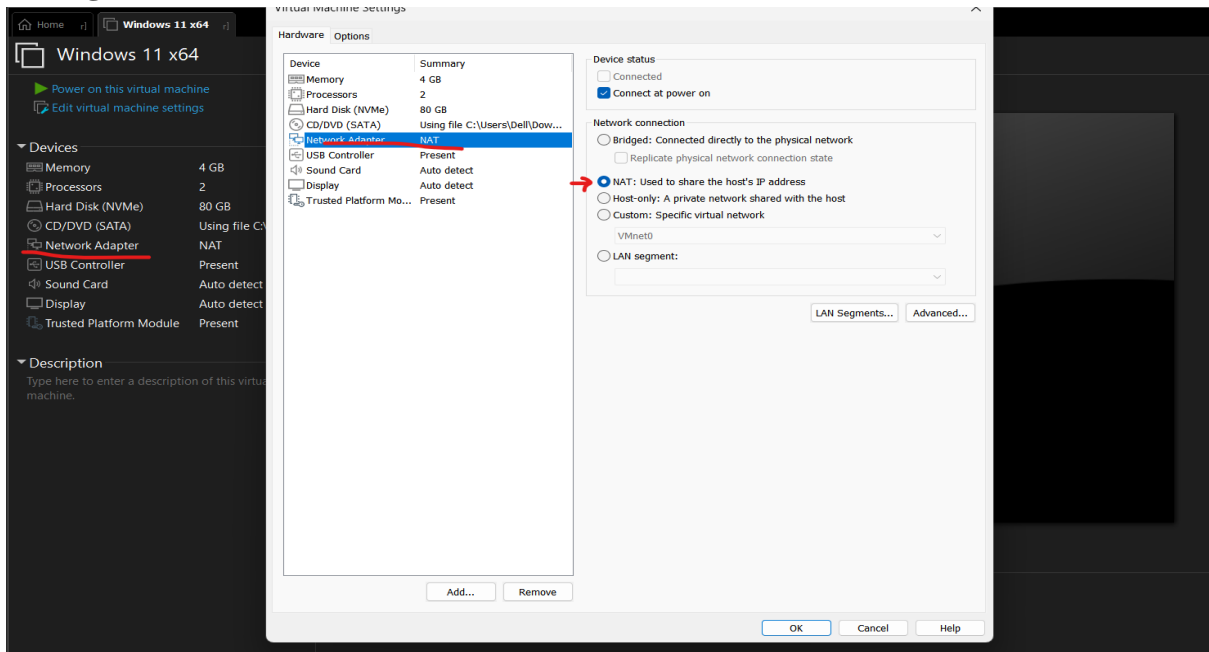 Home
Windows 11 x64
Windows 11 x64
Power on this virtual machine
Edit virtual machine settings
Devices
Memory 4 GB
Processors 2
Hard Disk (NVMe) 80 GB
CD/DVD (SATA) Using file C:\
Network Adapter NAT
USB Controller Present
Sound Card Auto detect
Display Auto detect
Trusted Platform Module Present
Description
Type here to enter a description of this virtua
machine.
Virtual Machine Settings
Hardware Options
Device Summary
Memory 4 GB
Processors 2
Hard Disk (NVMe) 80 GB
CD/DVD (SATA) Using file C:\Users\Dell\Dow...
Network Adapter NAT
USB Controller Present
Sound Card Auto detect
Display Auto detect
Trusted Platform Mo... Present
Add... Remove
Device status
Connected
Connect at power on
Network connection
Bridged: Connected directly to the physical network
Replicate physical network connection state
NAT: Used to share the host's IP address
Host-only: A private network shared with the host
Custom: Specific virtual network
VMnet0
LAN segment:
LAN Segments... Advanced...
OK Cancel Help